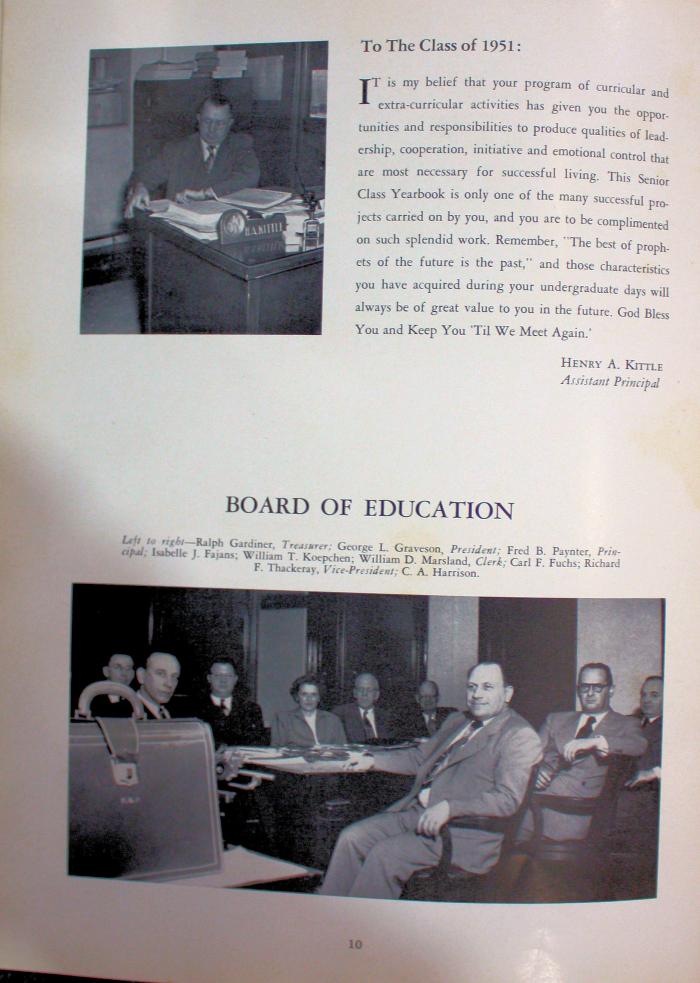 To The Class of 1951:
IT is my belief that your program of curricular and
extra-curricular activities has given you the oppor-
tunities and responsibilities to produce qualities of lead-
ership, cooperation, initiative and emotional control that
are most necessary for successful living. This Senior
Class Yearbook is only one of the many successful pro-
jects carried on by you, and you are to be complimented
on such splendid work. Remember, "The best of proph-
ets of the future is the past," and those characteristics
you have acquired during your undergraduate days will
always be of great value to you in the future. God Bless
You and Keep You 'Til We Meet Again.'
HENRY A. KITTLE
Assistant Principal
H.A. KITTLE
BOARD OF EDUCATION
Left to right—Ralph Gardiner, Treasurer; George L. Graveson, President; Fred B. Paynter, Prin-
cipal; Isabelle J. Fajans; William T. Koepchen; William D. Marsland, Clerk; Carl F. Fuchs; Richard
F. Thackeray, Vice-President; C. A. Harrison.
10